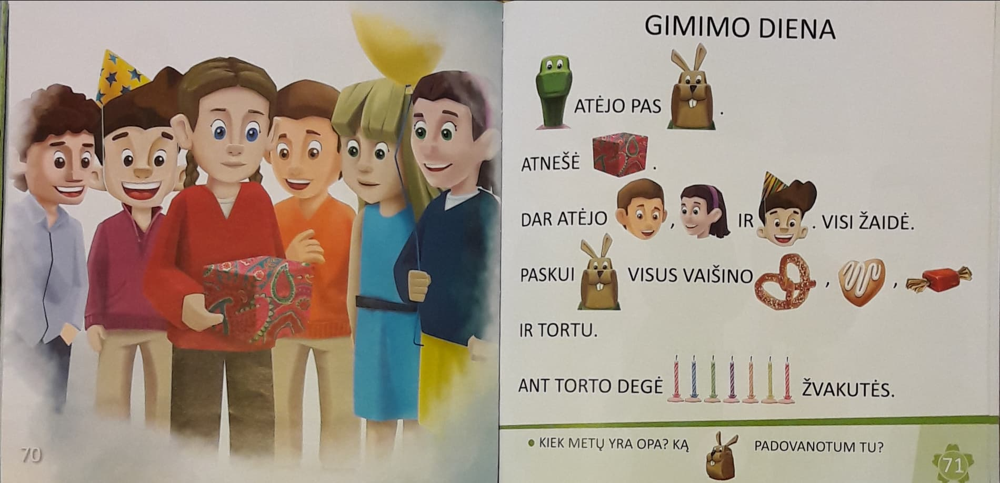 GIMIMO DIENA
ATĖJO PAS .
ATNEŠĖ .
DAR ATĖJO , IR . VISI ŽAIDĖ.
PASKUI VISUS VAIŠINO , ,
IR TORTU.
ANT TORTO DEGĖ ŽVAKUTĖS.
• KIEK METŲ YRA OPA? KĄ PADOVANOTUM TU?
70
71